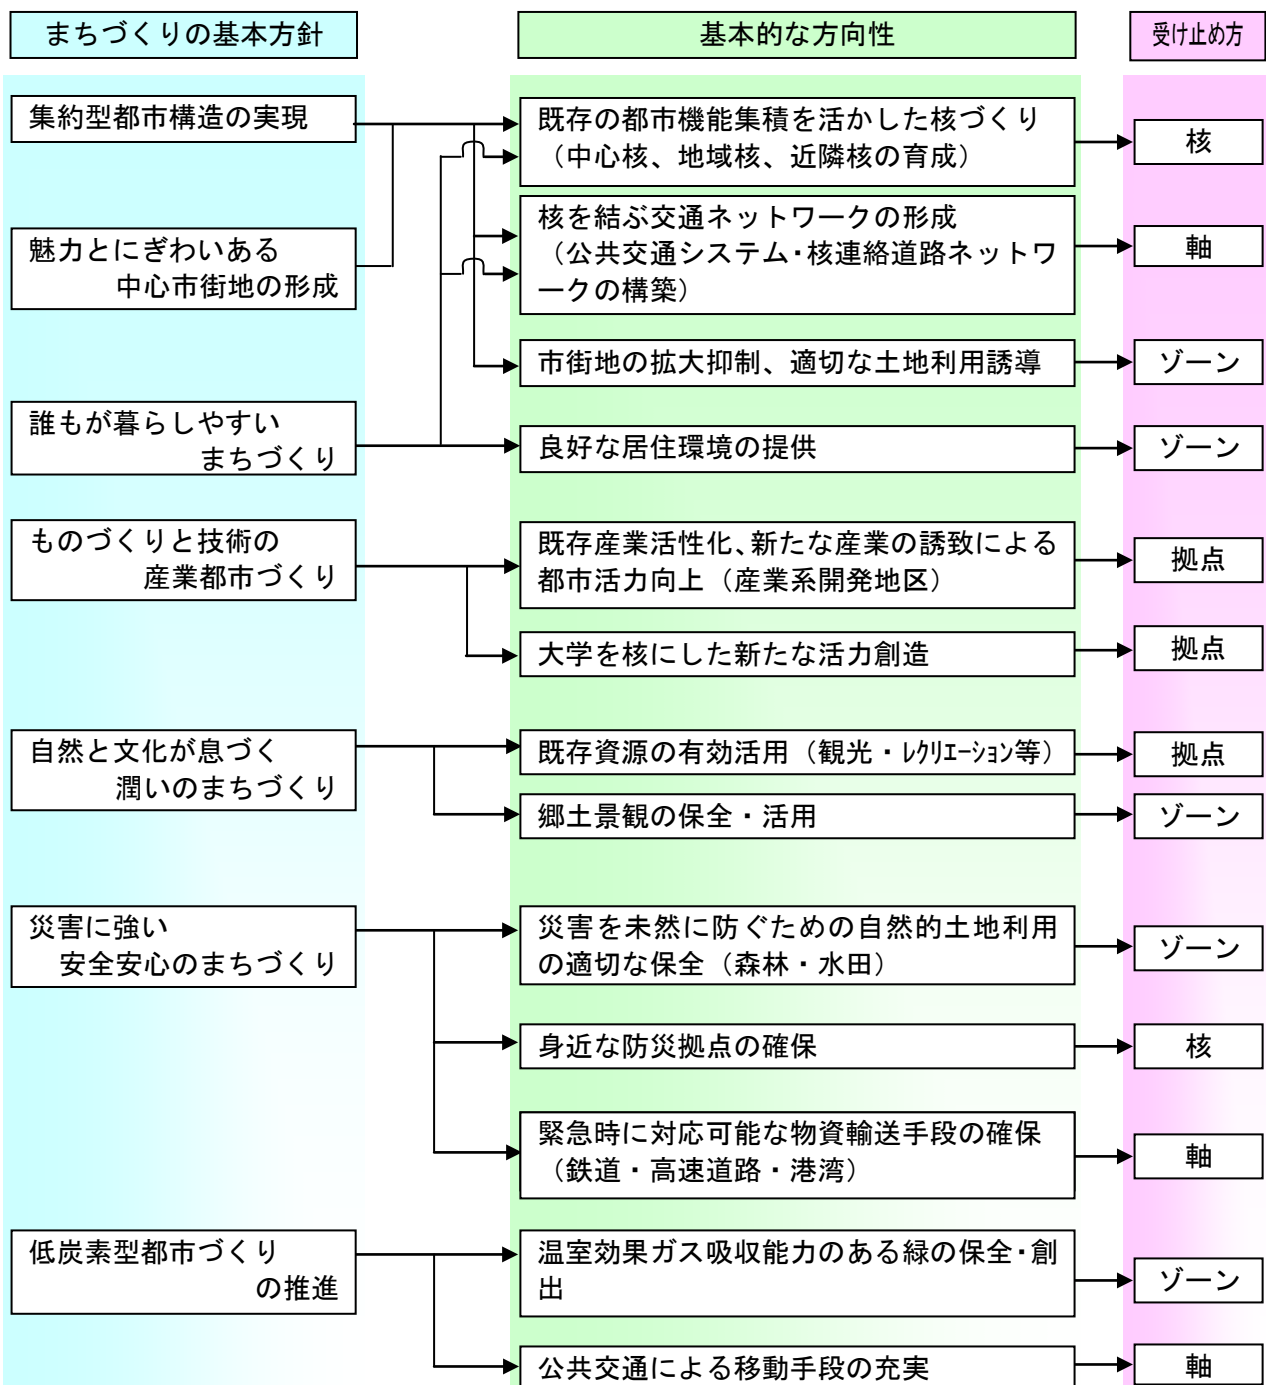 まちづくりの基本方針
基本的な方向性
受け止め方
集約型都市構造の実現
既存の都市機能集積を活かした核づくり
（中心核、地域核、近隣核の育成）
核
魅力とにぎわいある
中心市街地の形成
核を結ぶ交通ネットワークの形成
（公共交通システム・核連絡道路ネットワ
ークの構築）
軸
市街地の拡大抑制、適切な土地利用誘導
ゾーン
誰もが暮らしやすい
まちづくり
良好な居住環境の提供
ゾーン
ものづくりと技術の
産業都市づくり
既存産業活性化、新たな産業の誘致による
都市活力向上（産業系開発地区）
拠点
大学を核にした新たな活力創造
拠点
自然と文化が息づく
潤いのまちづくり
既存資源の有効活用（観光・ﾚｸﾘｴｰｼｮﾝ等）
拠点
郷土景観の保全・活用
ゾーン
災害に強い
安全安心のまちづくり
災害を未然に防ぐための自然的土地利用
の適切な保全（森林・水田）
ゾーン
身近な防災拠点の確保
核
緊急時に対応可能な物資輸送手段の確保
（鉄道・高速道路・港湾）
軸
低炭素型都市づくり
の推進
温室効果ガス吸収能力のある緑の保全・創
出
ゾーン
公共交通による移動手段の充実
軸